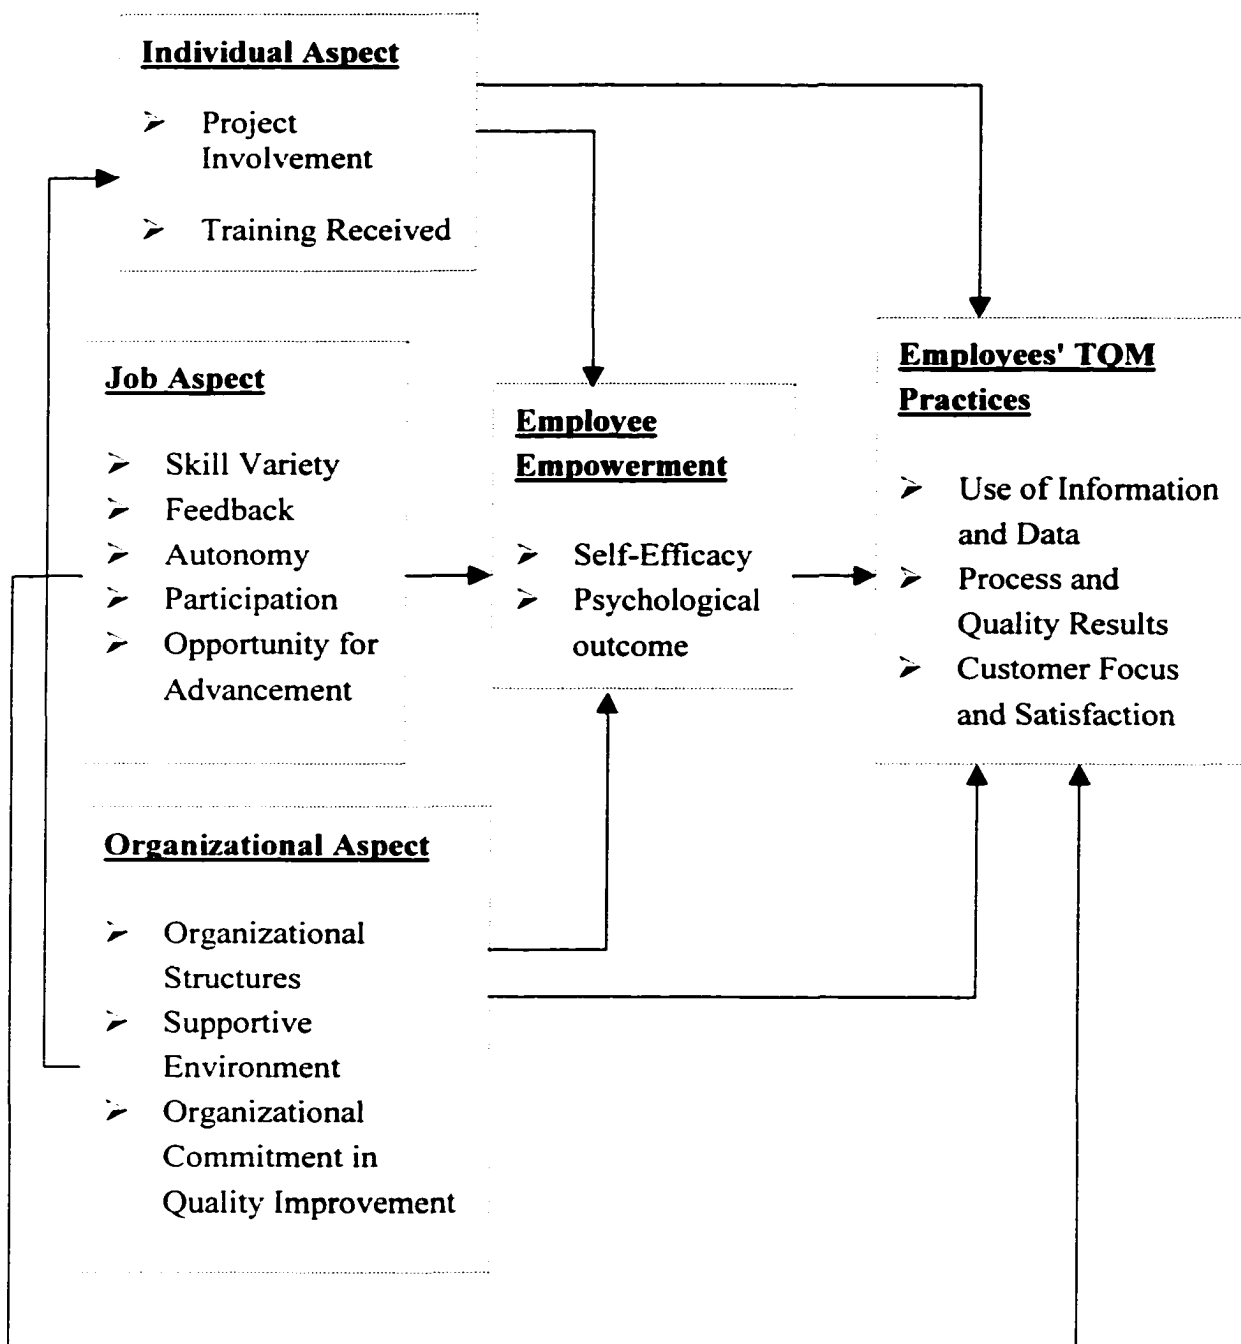 Individual Aspect
➢ Project
Involvement
➢ Training Received
Job Aspect
➢ Skill Variety
➢ Feedback
➢ Autonomy
➢ Participation
➢ Opportunity for
Advancement
Organizational Aspect
➢ Organizational
Structures
➢ Supportive
Environment
➢ Organizational
Commitment in
Quality Improvement
Employee
Empowerment
➢ Self-Efficacy
➢ Psychological
outcome
Employees' TQM
Practices
➢ Use of Information
and Data
➢ Process and
Quality Results
➢ Customer Focus
and Satisfaction